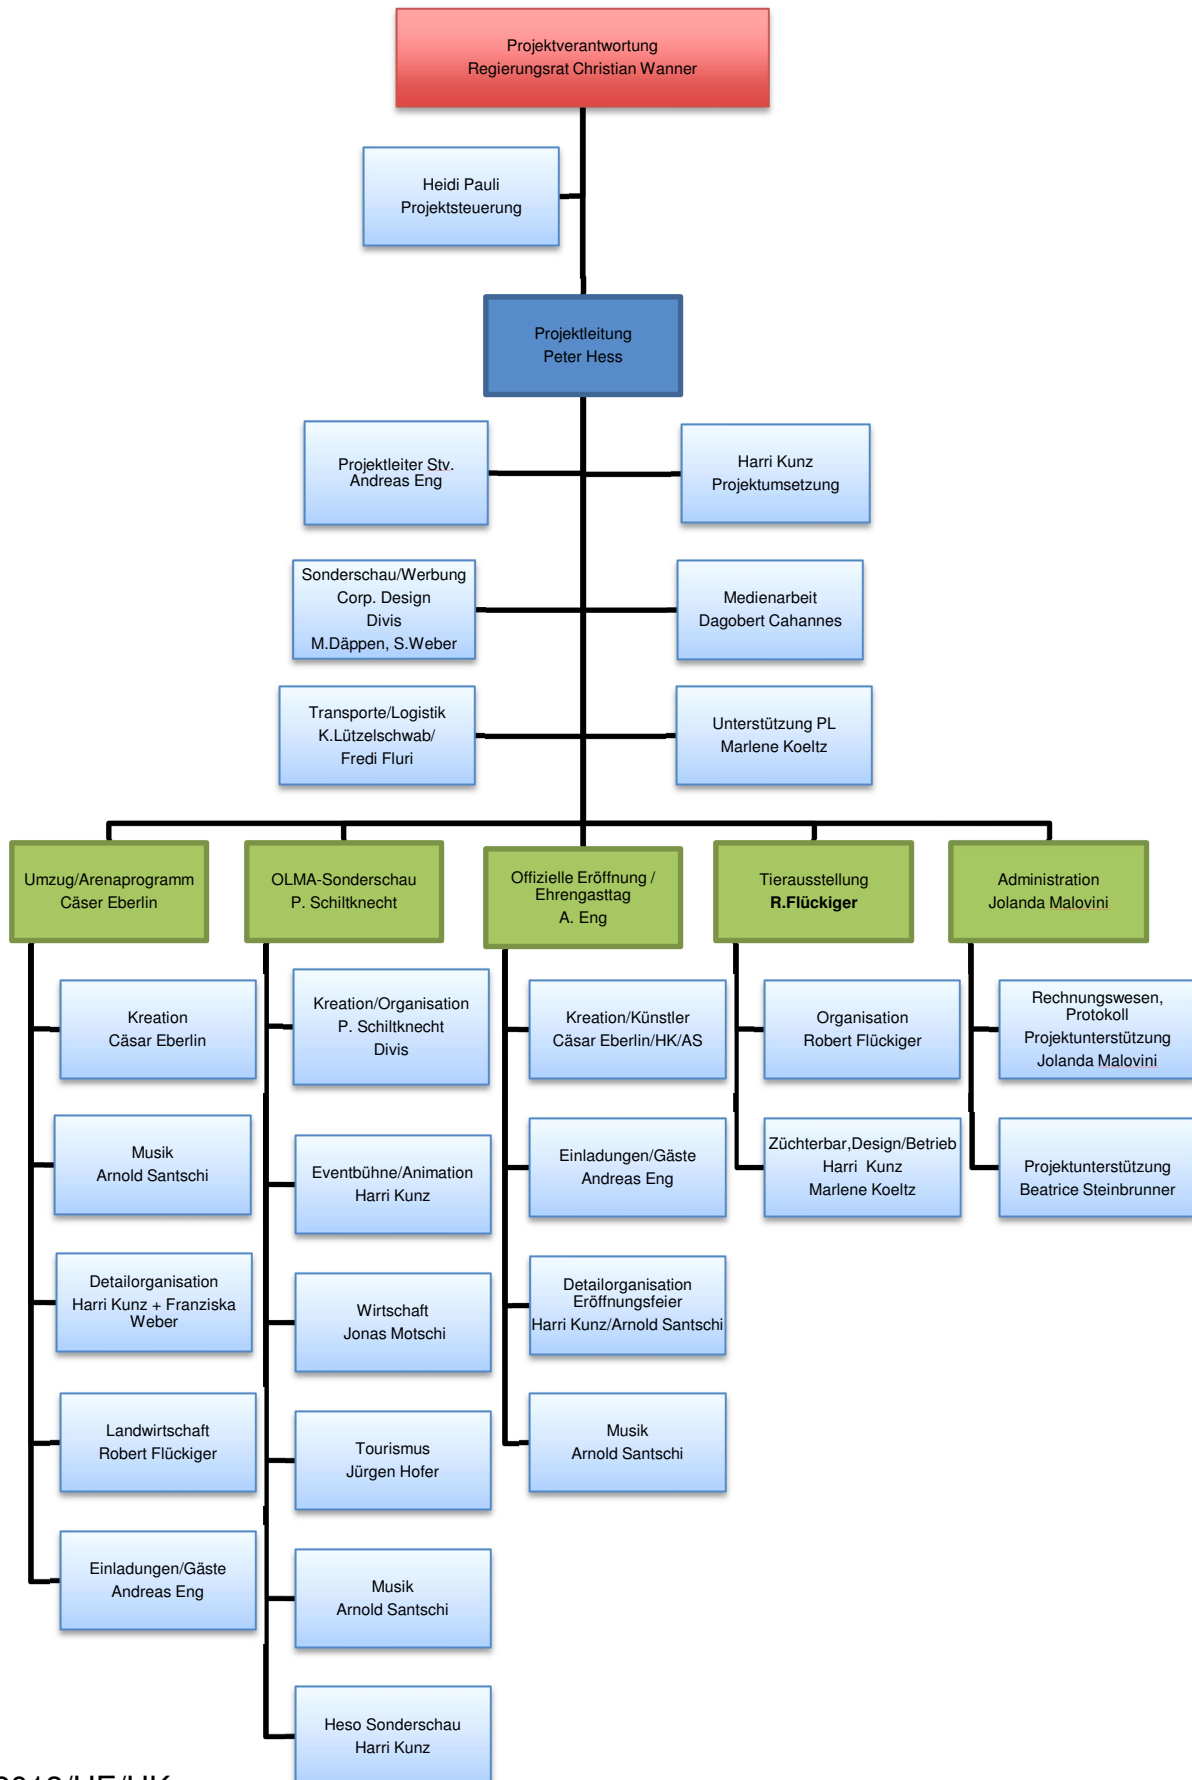 Projektverantwortung
Regierungsrat Christian Wanner
Heidi Pauli
Projektsteuerung
Projektleitung
Peter Hess
Projektleiter Stv.
Andreas Eng
Harri Kunz
Projektumsetzung
Sonderschau/Werbung
Corp. Design
Divis
M.Däppen, S.Weber
Medienarbeit
Dagobert Cahannes
Transporte/Logistik
K.Lützelschwab/
Fredi Fluri
Unterstützung PL
Marlene Koeltz
Umzug/Arenaprogramm
Cäser Eberlin
Kreation
Cäsar Eberlin
Musik
Arnold Santschi
Detailorganisation
Harri Kunz + Franziska
Weber
Landwirtschaft
Robert Flückiger
Einladungen/Gäste
Andreas Eng
OLMA-Sonderschau
P. Schiltknecht
Kreation/Organisation
P. Schiltknecht
Divis
Eventbühne/Animation
Harri Kunz
Wirtschaft
Jonas Motschi
Tourismus
Jürgen Hofer
Musik
Arnold Santschi
Heso Sonderschau
Harri Kunz
Offizielle Eröffnung /
Ehrengasttag
A. Eng
Kreation/Künstler
Cäsar Eberlin/HK/AS
Einladungen/Gäste
Andreas Eng
Detailorganisation
Eröffnungsfeier
Harri Kunz/Arnold Santschi
Musik
Arnold Santschi
Tierausstellung
R.Flückiger
Organisation
Robert Flückiger
Züchterbar,Design/Betrieb
Harri Kunz
Marlene Koeltz
Administration
Jolanda Malovini
Rechnungswesen,
Protokoll
Projektunterstützung
Jolanda Malovini
Projektunterstützung
Beatrice Steinbrunner